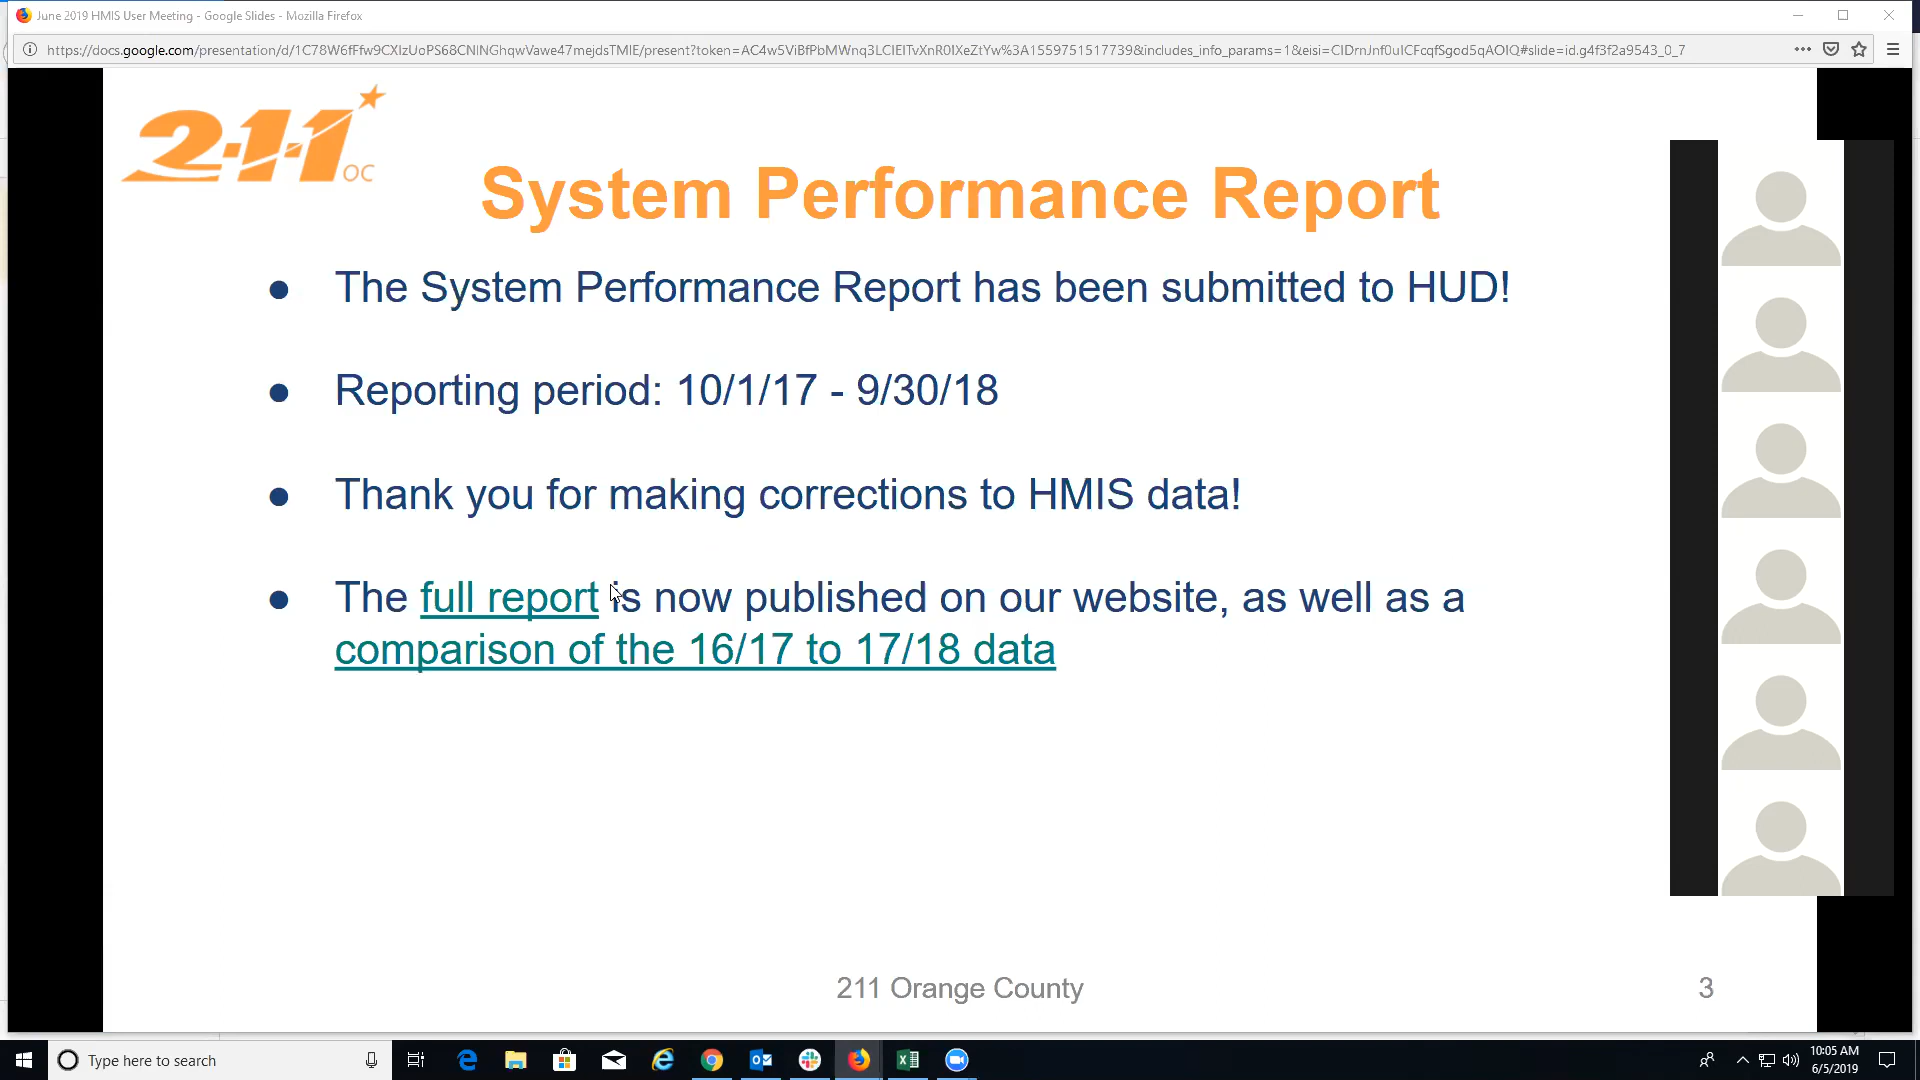 June 2019 HMIS User Meeting - Google Slides - Mozilla Firefox
https://docs.google.com/presentation/d/1C78W6fFfw9CXIzUoPS68CNINGhqwVawe47mejdsTMIE/present?token=AC4w5ViBfPbMWnq3LCIEITvXnR0IXeZtYw%3A1559751517739&includes_info_params=1&eisi=CIDrnJnf0uICFcqfSgod5qAOIQ#slide=id.g4f3f2a9543_0_7
2-1-1 OC
System Performance Report
● The System Performance Report has been submitted to HUD!
● Reporting period: 10/1/17 - 9/30/18
● Thank you for making corrections to HMIS data!
● The full report is now published on our website, as well as a
comparison of the 16/17 to 17/18 data
211 Orange County
3
Type here to search
10:05 AM
6/5/2019